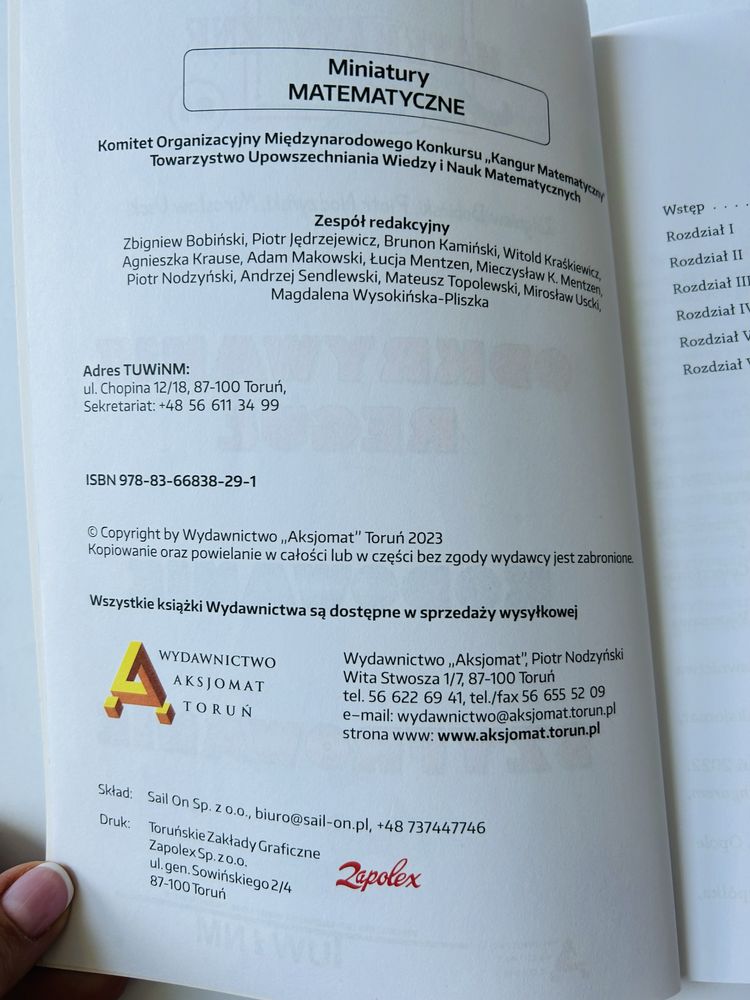 Miniatury
MATEMATYCZNE
Komitet Organizacyjny Międzynarodowego Konkursu „Kangur Matematyczny”
Towarzystwo Upowszechniania Wiedzy i Nauk Matematycznych
Zespół redakcyjny
Zbigniew Bobiński, Piotr Jędrzejewicz, Brunon Kamiński, Witold Kraśkiewicz,
Agnieszka Krause, Adam Makowski, Łucja Mentzen, Mieczysław K. Mentzen,
Piotr Nodzyński, Andrzej Sendlewski, Mateusz Topolewski, Mirosław Uscki,
Magdalena Wysokińska-Pliszka
Adres TUWiNM:
ul. Chopina 12/18, 87-100 Toruń,
Sekretariat: +48 56 611 34 99
ISBN 978-83-66838-29-1
© Copyright by Wydawnictwo „Aksjomat” Toruń 2023
Kopiowanie oraz powielanie w całości lub w części bez zgody wydawcy jest zabronione.
Wszystkie książki Wydawnictwa są dostępne w sprzedaży wysyłkowej
WYDAWNICTWO
AKSJOMAT
TORUŃ
Wydawnictwo „Aksjomat”, Piotr Nodzyński
Wita Stwosza 1/7, 87-100 Toruń
tel. 56 622 69 41, tel./fax 56 655 52 09
e-mail: wydawnictwo@aksjomat.torun.pl
strona www: www.aksjomat.torun.pl
Skład: Sail On Sp. z o.o., biuro@sail-on.pl, +48 737447746
Druk: Toruńskie Zakłady Graficzne
Zapolex Sp. z o.o.
ul. gen. Sowińskiego 2/4
87-100 Toruń
Zapolex
Wstęp . . . .
Rozdział I
Rozdział II
Rozdział III
Rozdział IV
Rozdział V
Rozdział V